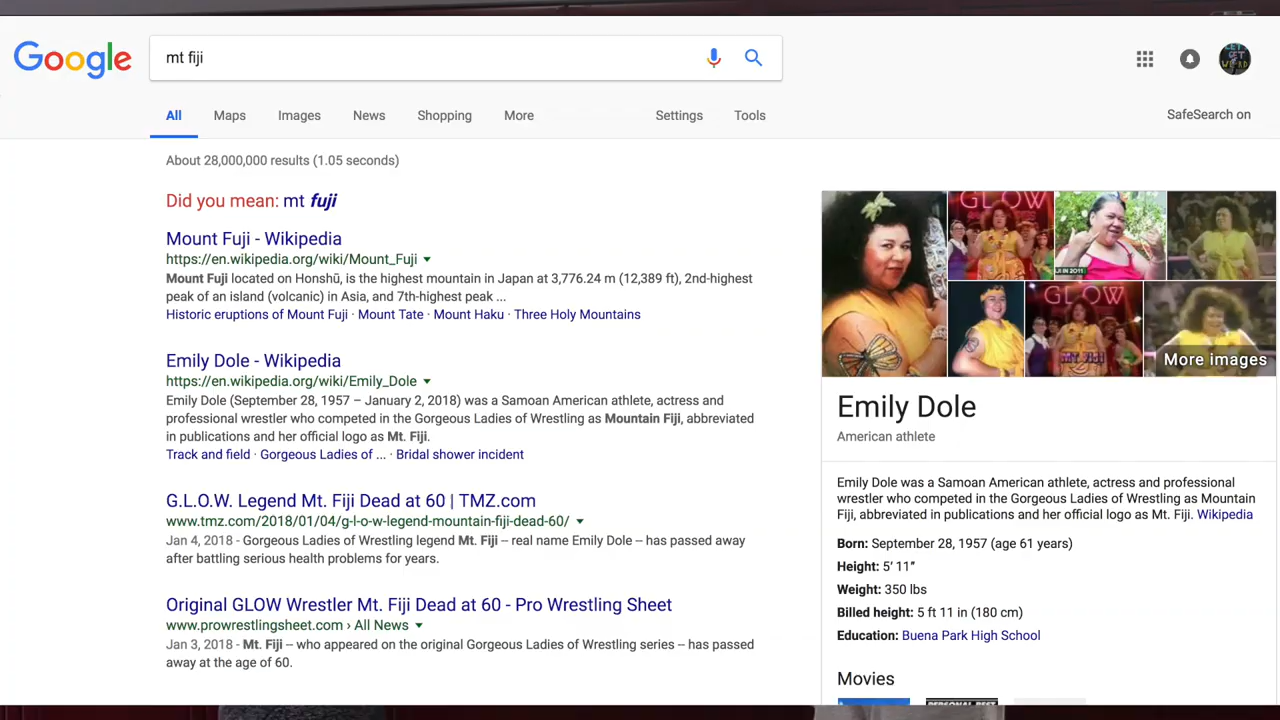 Google
mt fiji
All Maps Images News Shopping More Settings Tools
SafeSearch on
About 28,000,000 results (1.05 seconds)
Did you mean: mt fuji
Mount Fuji - Wikipedia
https://en.wikipedia.org/wiki/Mount_Fuji
Mount Fuji located on Honshū, is the highest mountain in Japan at 3,776.24 m (12,389 ft), 2nd-highest
peak of an island (volcanic) in Asia, and 7th-highest peak ...
Historic eruptions of Mount Fuji · Mount Tate · Mount Haku · Three Holy Mountains
Emily Dole - Wikipedia
https://en.wikipedia.org/wiki/Emily_Dole
Emily Dole (September 28, 1957 – January 2, 2018) was a Samoan American athlete, actress and
professional wrestler who competed in the Gorgeous Ladies of Wrestling as Mountain Fiji, abbreviated
in publications and her official logo as Mt. Fiji.
Track and field · Gorgeous Ladies of ... · Bridal shower incident
G.L.O.W. Legend Mt. Fiji Dead at 60 | TMZ.com
www.tmz.com/2018/01/04/g-l-o-w-legend-mountain-fiji-dead-60/
Jan 4, 2018 - Gorgeous Ladies of Wrestling legend Mt. Fiji -- real name Emily Dole -- has passed away
after battling serious health problems for years.
Original GLOW Wrestler Mt. Fiji Dead at 60 - Pro Wrestling Sheet
www.prowrestlingsheet.com › All News
Jan 3, 2018 - Mt. Fiji -- who appeared on the original Gorgeous Ladies of Wrestling series -- has passed
away at the age of 60.
GLOW
JI IN 2011
GLOW
More images
Emily Dole
American athlete
Emily Dole was a Samoan American athlete, actress and professional
wrestler who competed in the Gorgeous Ladies of Wrestling as Mountain
Fiji, abbreviated in publications and her official logo as Mt. Fiji. Wikipedia
Born: September 28, 1957 (age 61 years)
Height: 5′ 11″
Weight: 350 lbs
Billed height: 5 ft 11 in (180 cm)
Education: Buena Park High School
Movies